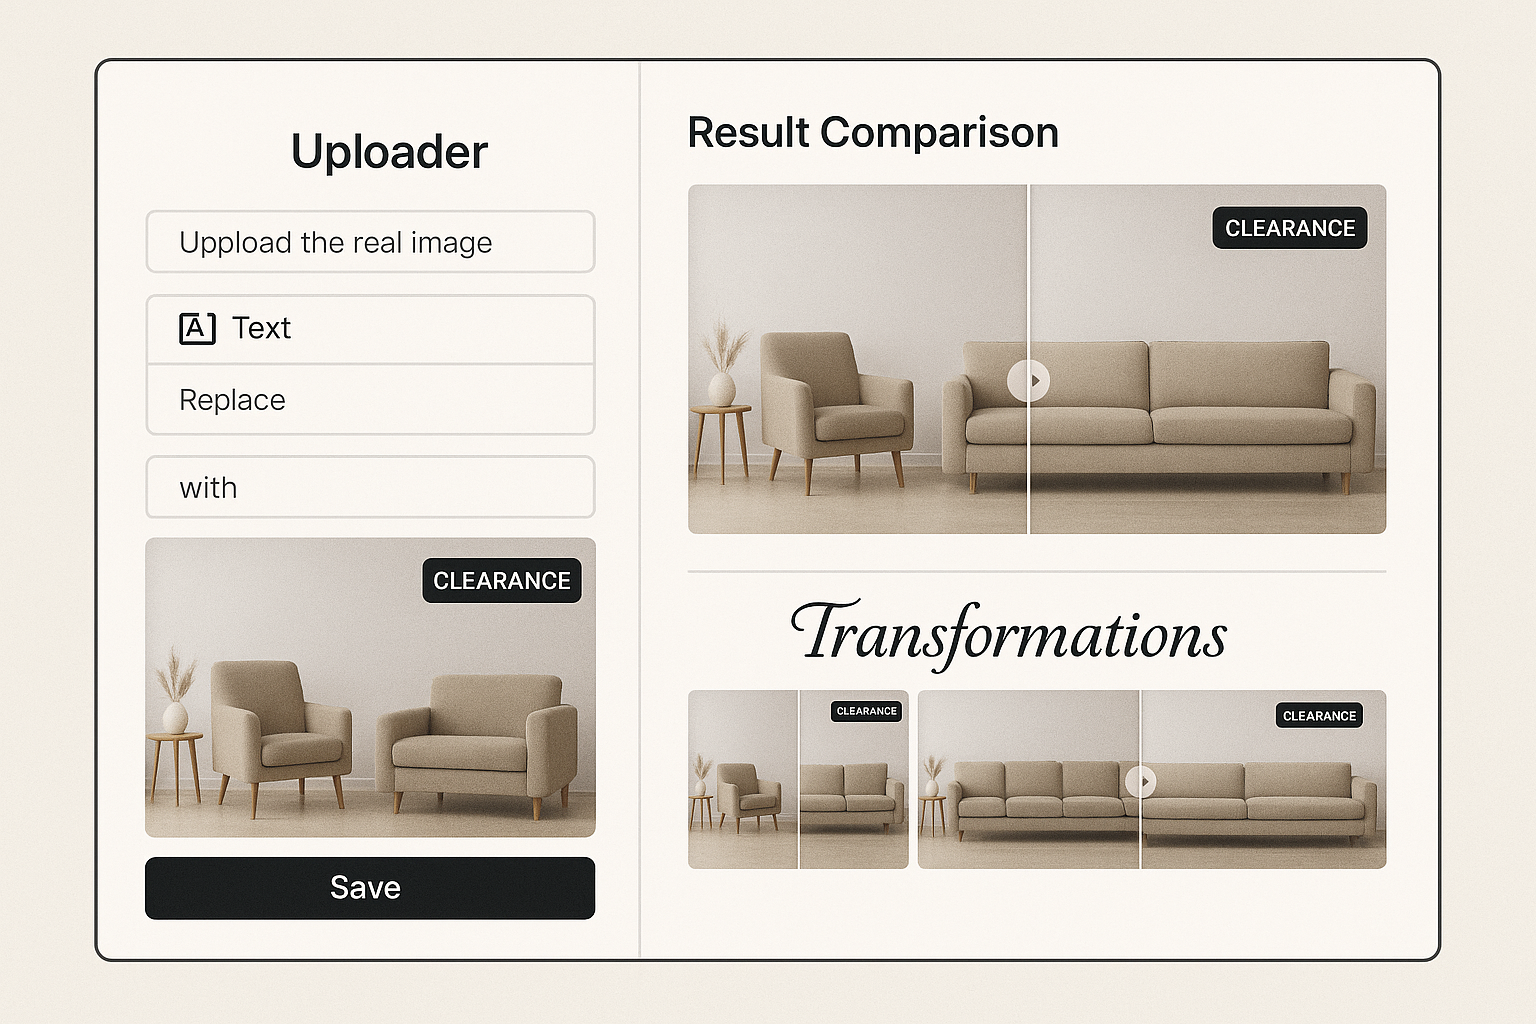 Uploader
Uppload the real image
A Text
Replace
with
CLEARANCE
Save
Result Comparison
CLEARANCE
Transformations
CLEARANCE
CLEARANCE